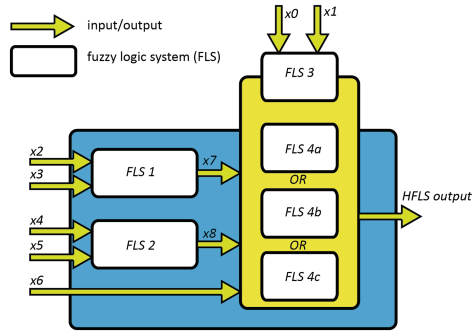 input/output
fuzzy logic system (FLS)
x0
x1
FLS 3
x2
x3
FLS 1
x7
FLS 4a
OR
x4
x5
FLS 2
x8
FLS 4b
OR
HFLS output
x6
FLS 4c